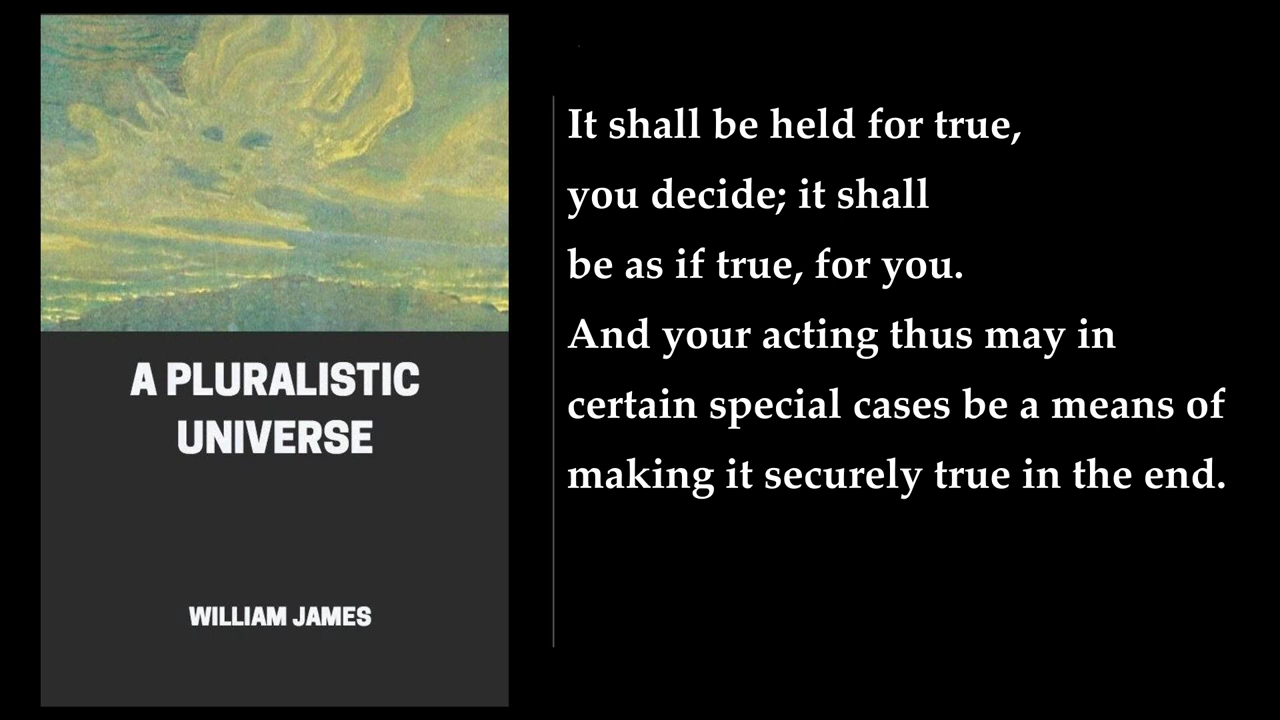 A PLURALISTIC
UNIVERSE
WILLIAM JAMES
It shall be held for true,
you decide; it shall
be as if true, for you.
And your acting thus may in
certain special cases be a means of
making it securely true in the end.